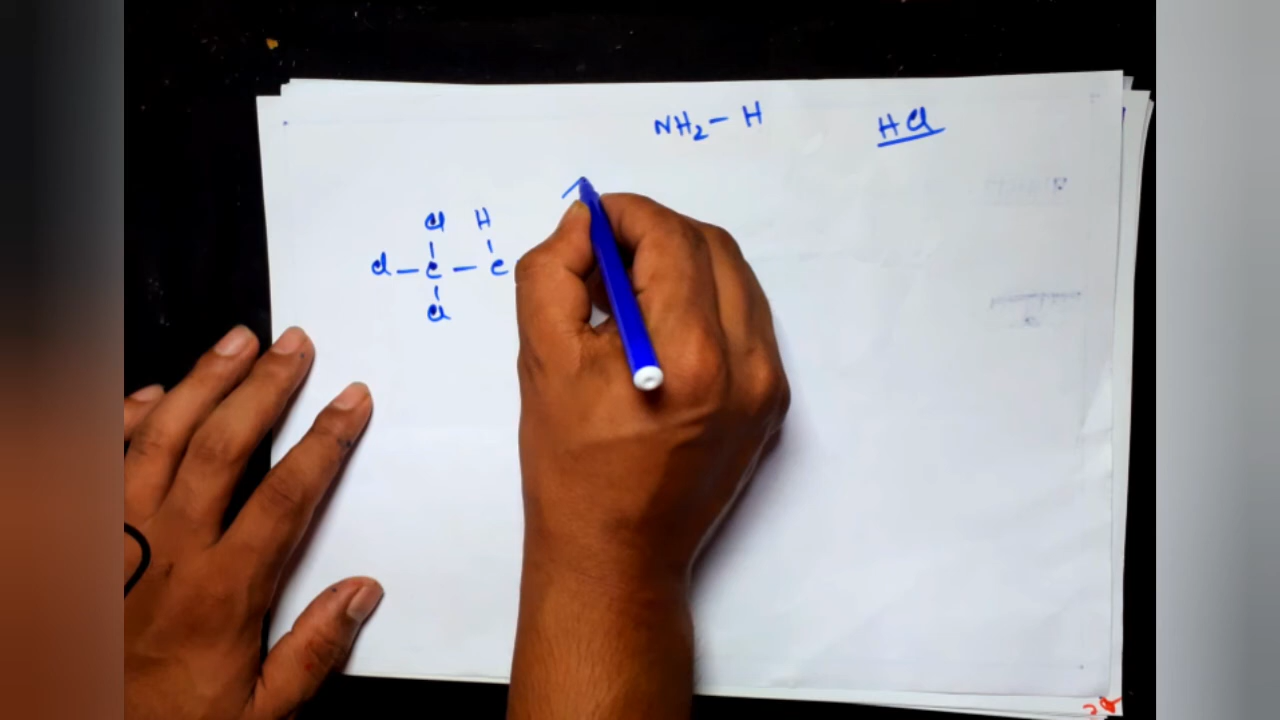 NH2 – H HCl
Cl H
Cl – C – C
Cl